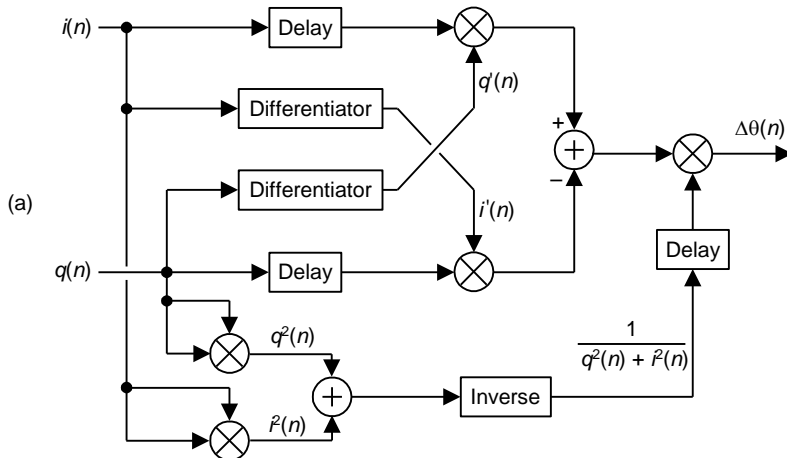 i(n)
Delay
q'(n)
Differentiator
+
Δθ(n)
Differentiator
–
(a)
i'(n)
Delay
q(n)
Delay
q²(n)
1
q²(n) + i²(n)
Inverse
i²(n)